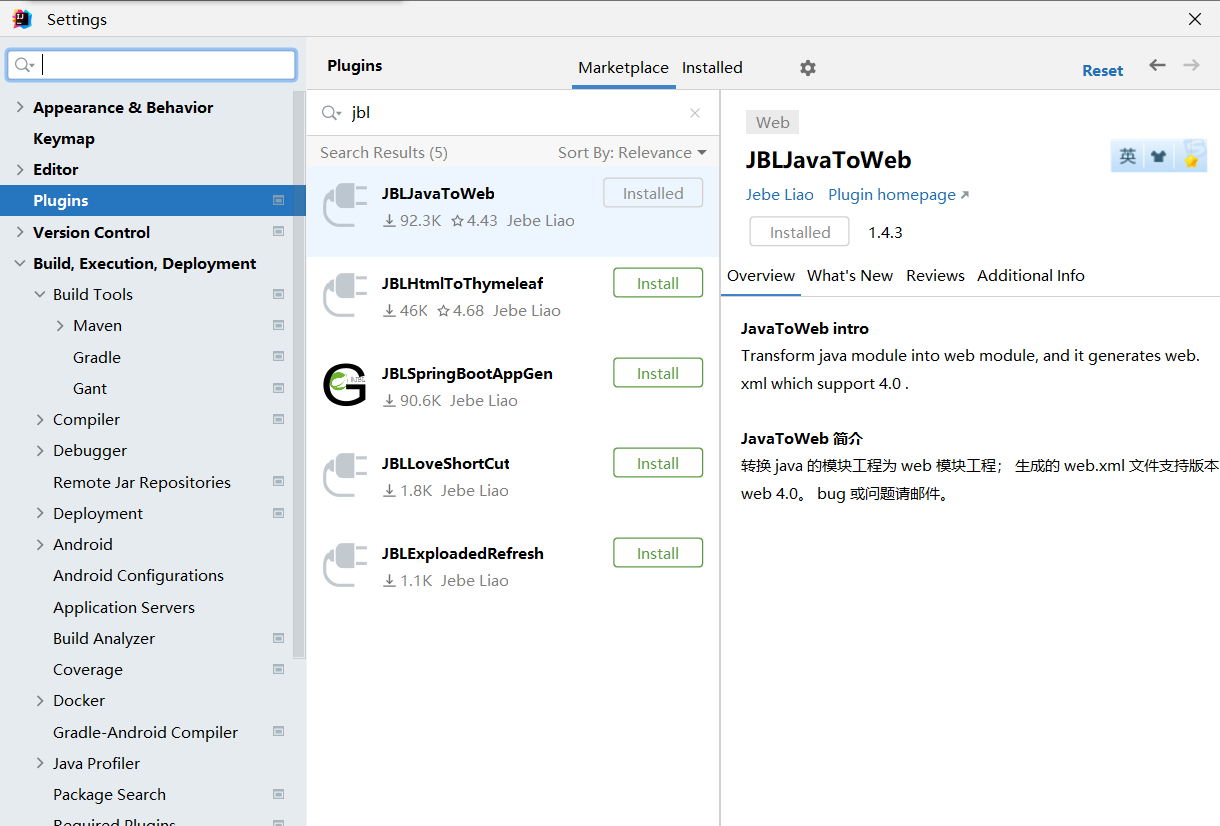 Settings
Appearance & Behavior
Keymap
Editor
Plugins
Version Control
Build, Execution, Deployment
Build Tools
Maven
Gradle
Gant
Compiler
Debugger
Remote Jar Repositories
Deployment
Android
Android Configurations
Application Servers
Build Analyzer
Coverage
Docker
Gradle-Android Compiler
Java Profiler
Package Search
Required Plugins
Plugins
Marketplace Installed
Reset
jbl
Search Results (5) Sort By: Relevance
JBLJavaToWeb Installed
92.3K 4.43 Jebe Liao
JBLHtmlToThymeleaf Install
46K 4.68 Jebe Liao
JBLSpringBootAppGen Install
90.6K Jebe Liao
JBLLoveShortCut Install
1.8K Jebe Liao
JBLExploadedRefresh Install
1.1K Jebe Liao
Web
JBLJavaToWeb
英
Jebe Liao Plugin homepage
Installed 1.4.3
Overview What's New Reviews Additional Info
JavaToWeb intro
Transform java module into web module, and it generates web.
xml which support 4.0 .
JavaToWeb 简介
转换 java 的模块工程为 web 模块工程； 生成的 web.xml 文件支持版本
web 4.0。 bug 或问题请邮件。